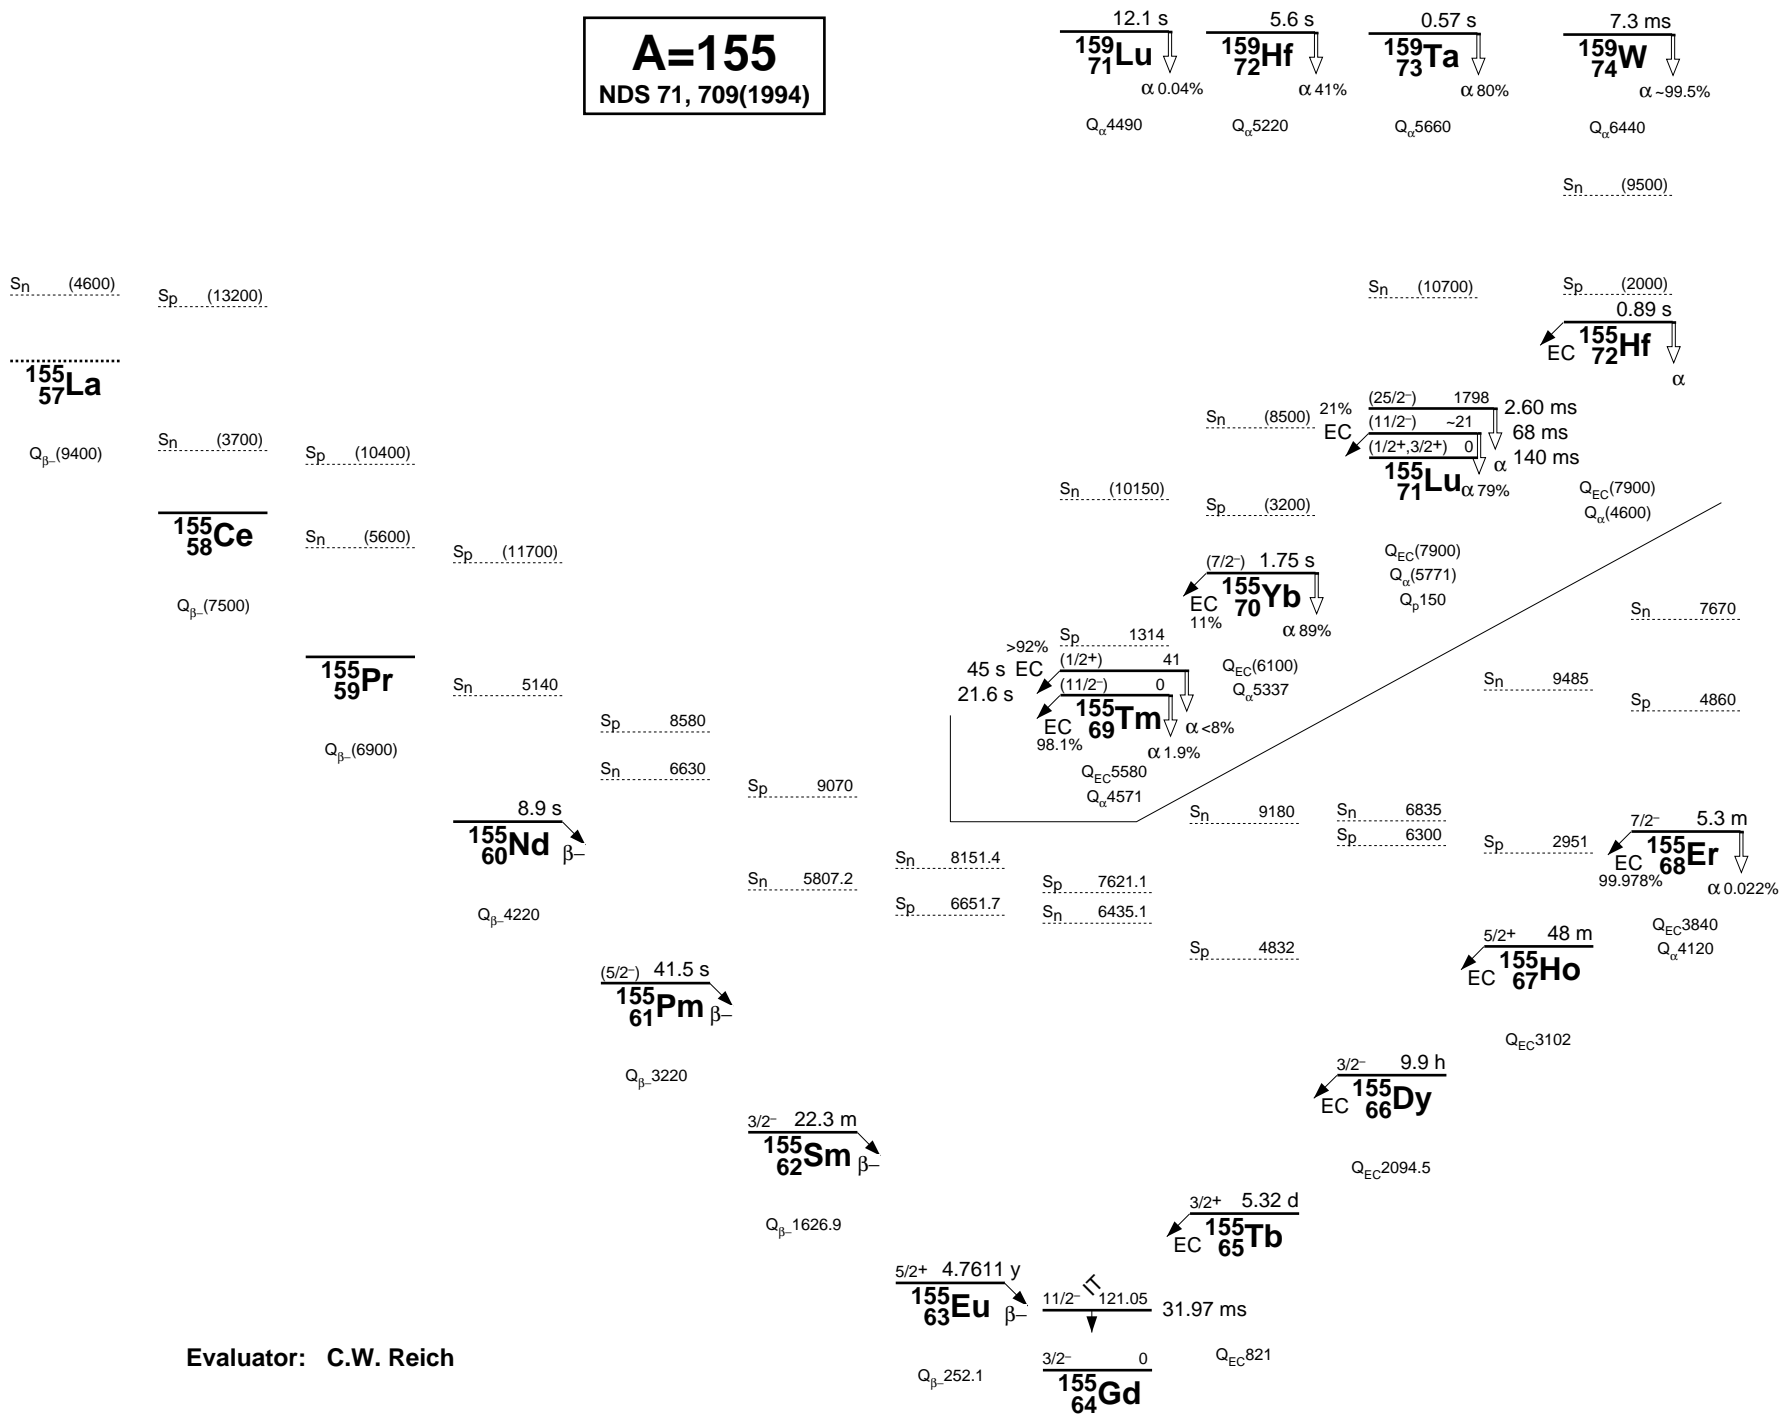 A=155
NDS 71, 709(1994)
12.1 s
159 71 Lu
α 0.04%
Qα4490
5.6 s
159 72 Hf
α 41%
Qα5220
0.57 s
159 73 Ta
α 80%
Qα5660
7.3 ms
159 74 W
α ~99.5%
Qα6440
Sn (4600)
155 57 La
Qβ–(9400)
Sp (13200)
Sn (3700)
155 58 Ce
Qβ–(7500)
Sp (10400)
Sn (5600)
155 59 Pr
Qβ–(6900)
Sp (11700)
Sn 5140
8.9 s
155 60 Nd β–
Qβ–4220
Sp 8580
Sn 6630
(5/2–) 41.5 s
155 61 Pm β–
Qβ–3220
Sp 9070
Sn 5807.2
3/2– 22.3 m
155 62 Sm β–
Qβ–1626.9
Sn 8151.4
Sp 6651.7
5/2+ 4.7611 y
155 63 Eu β–
Qβ–252.1
Sp 7621.1
Sn 6435.1
IT
11/2– 121.05 31.97 ms
3/2– 0
155 64 Gd
Sn 9180
Sp 4832
3/2+ 5.32 d
EC 155 65 Tb
QEC821
Sn 6835
Sp 6300
3/2– 9.9 h
EC 155 66 Dy
QEC2094.5
Sn 9485
Sp 2951
5/2+ 48 m
EC 155 67 Ho
QEC3102
Sn 7670
Sp 4860
7/2– 5.3 m
EC 155 68 Er
99.978%
α 0.022%
QEC3840
Qα4120
Sn (10150)
Sp 1314
>92%
45 s EC (1/2+) 41
21.6 s (11/2–) 0
EC 155 69 Tm α <8%
98.1%
α 1.9%
QEC5580
Qα4571
Sn (8500)
Sp (3200)
(7/2–) 1.75 s
EC 155 70 Yb
11%
α 89%
QEC(6100)
Qα5337
Sn (10700)
21% (25/2–) 1798 2.60 ms
EC (11/2–) ~21 68 ms
(1/2+,3/2+) 0 α 140 ms
155 71 Lu α 79%
QEC(7900)
Qα(5771)
Qp150
Sn (9500)
Sp (2000)
0.89 s
EC 155 72 Hf
α
QEC(7900)
Qα(4600)
Evaluator: C.W. Reich